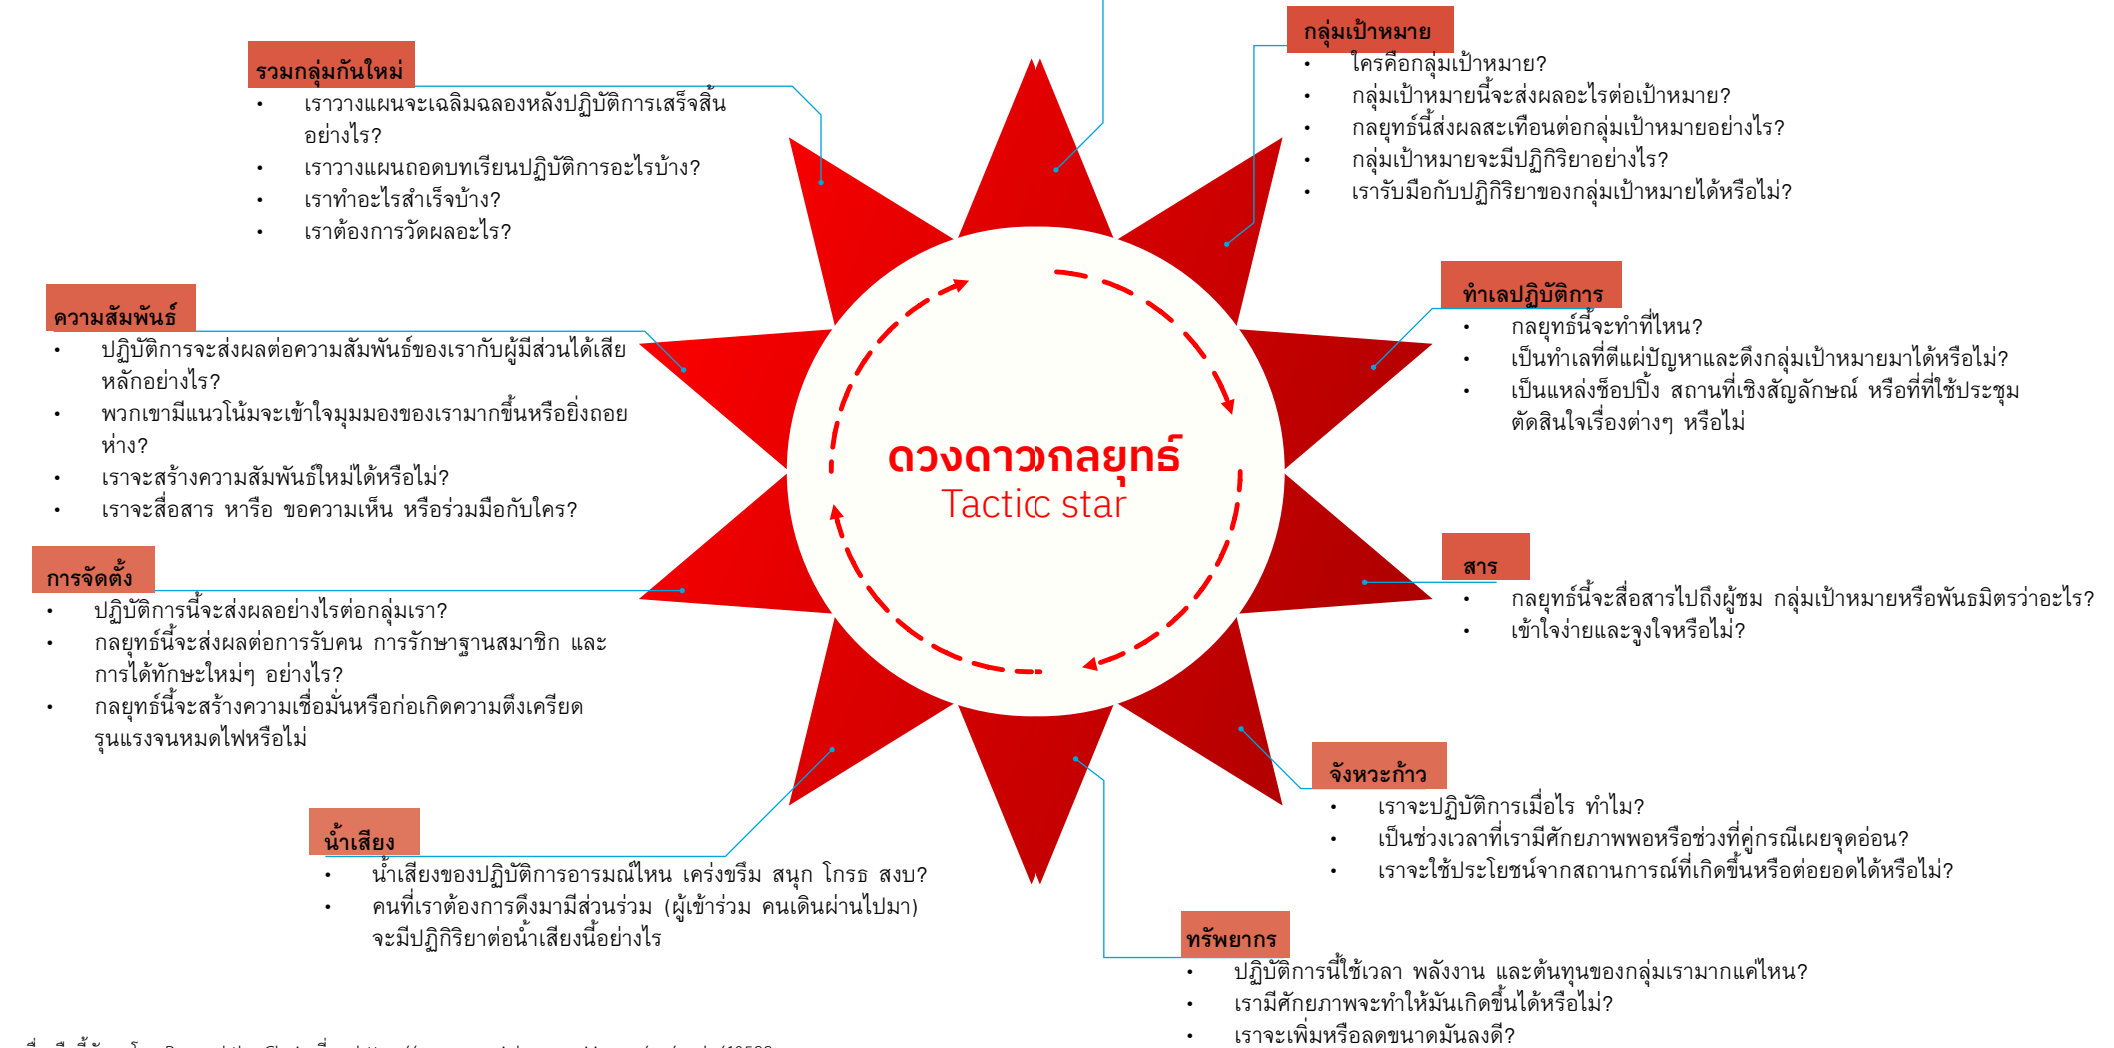 กลุ่มเป้าหมาย
• ใครคือกลุ่มเป้าหมาย?
• กลุ่มเป้าหมายนี้จะส่งผลอะไรต่อเป้าหมาย?
• กลยุทธ์นี้ส่งผลสะเทือนต่อกลุ่มเป้าหมายอย่างไร?
• กลุ่มเป้าหมายจะมีปฏิกิริยาอย่างไร?
• เรารับมือกับปฏิกิริยาของกลุ่มเป้าหมายได้หรือไม่?
ทำเลปฏิบัติการ
• กลยุทธ์นี้จะทำที่ไหน?
• เป็นทำเลที่ตีแผ่ปัญหาและดึงกลุ่มเป้าหมายมาได้หรือไม่?
• เป็นแหล่งช็อปปิ้ง สถานที่เชิงสัญลักษณ์ หรือที่ที่ใช้ประชุม
ตัดสินใจเรื่องต่างๆ หรือไม่
สาร
• กลยุทธ์นี้จะสื่อสารไปถึงผู้ชม กลุ่มเป้าหมายหรือพันธมิตรว่าอะไร?
• เข้าใจง่ายและจูงใจหรือไม่?
จังหวะก้าว
• เราจะปฏิบัติการเมื่อไร ทำไม?
• เป็นช่วงเวลาที่เรามีศักยภาพพอหรือช่วงที่คู่กรณีเผยจุดอ่อน?
• เราจะใช้ประโยชน์จากสถานการณ์ที่เกิดขึ้นหรือต่อยอดได้หรือไม่?
ทรัพยากร
• ปฏิบัติการนี้ใช้เวลา พลังงาน และต้นทุนของกลุ่มเรามากแค่ไหน?
• เรามีศักยภาพจะทำให้มันเกิดขึ้นได้หรือไม่?
• เราจะเพิ่มหรือลดขนาดมันลงดี?
น้ำเสียง
• น้ำเสียงของปฏิบัติการอารมณ์ไหน เคร่งขรึม สนุก โกรธ สงบ?
• คนที่เราต้องการดึงมามีส่วนร่วม (ผู้เข้าร่วม คนเดินผ่านไปมา)
จะมีปฏิกิริยาต่อน้ำเสียงนี้อย่างไร
การจัดตั้ง
• ปฏิบัติการนี้จะส่งผลอย่างไรต่อกลุ่มเรา?
• กลยุทธ์นี้จะส่งผลต่อการรับคน การรักษาฐานสมาชิก และ
การได้ทักษะใหม่ๆ อย่างไร?
• กลยุทธ์นี้จะสร้างความเชื่อมั่นหรือก่อเกิดความตึงเครียด
รุนแรงจนหมดไฟหรือไม่
ความสัมพันธ์
• ปฏิบัติการจะส่งผลต่อความสัมพันธ์ของเรากับผู้มีส่วนได้เสีย
หลักอย่างไร?
• พวกเขามีแนวโน้มจะเข้าใจมุมมองของเรามากขึ้นหรือยิ่งถอย
ห่าง?
• เราจะสร้างความสัมพันธ์ใหม่ได้หรือไม่?
• เราจะสื่อสาร หารือ ขอความเห็น หรือร่วมมือกับใคร?
รวมกลุ่มกันใหม่
• เราวางแผนจะเฉลิมฉลองหลังปฏิบัติการเสร็จสิ้น
อย่างไร?
• เราวางแผนถอดบทเรียนปฏิบัติการอะไรบ้าง?
• เราทำอะไรสำเร็จบ้าง?
• เราต้องการวัดผลอะไร?
ดวงดาวกลยุทธ์
Tactic star